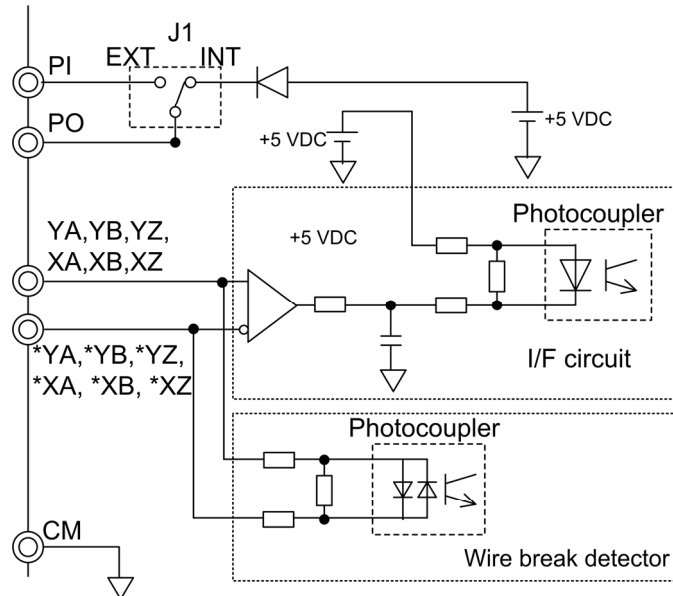 J1
EXT INT
PI
PO
+5 VDC
+5 VDC
YA,YB,YZ,
XA,XB,XZ
+5 VDC
Photocoupler
*YA,*YB,*YZ,
*XA, *XB, *XZ
I/F circuit
Photocoupler
CM
Wire break detector